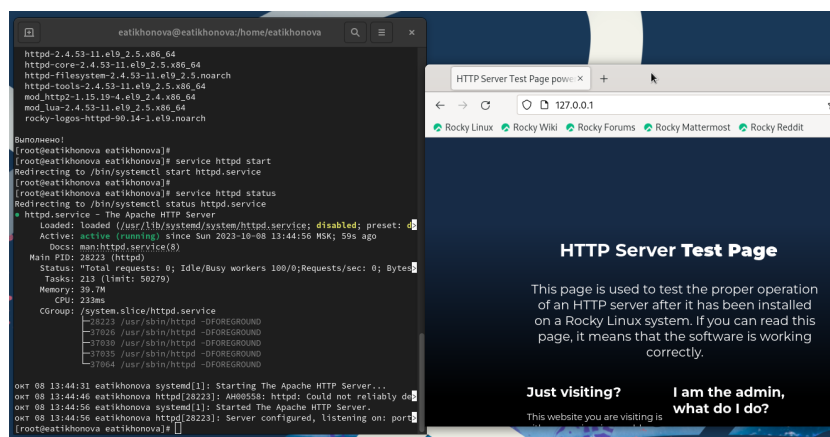 eatikhonova@eatikhonova:/home/eatikhonova
httpd-2.4.53-11.el9_2.5.x86_64
httpd-core-2.4.53-11.el9_2.5.x86_64
httpd-filesystem-2.4.53-11.el9_2.5.noarch
httpd-tools-2.4.53-11.el9_2.5.x86_64
mod_http2-1.15.19-4.el9_2.4.x86_64
mod_lua-2.4.53-11.el9_2.5.x86_64
rocky-logos-httpd-90.14-1.el9.noarch
Выполнено!
[root@eatikhonova eatikhonova]#
[root@eatikhonova eatikhonova]# service httpd start
Redirecting to /bin/systemctl start httpd.service
[root@eatikhonova eatikhonova]#
[root@eatikhonova eatikhonova]# service httpd status
Redirecting to /bin/systemctl status httpd.service
● httpd.service - The Apache HTTP Server
Loaded: loaded (/usr/lib/systemd/system/httpd.service; disabled; preset: d>
Active: active (running) since Sun 2023-10-08 13:44:56 MSK; 59s ago
Docs: man:httpd.service(8)
Main PID: 28223 (httpd)
Status: "Total requests: 0; Idle/Busy workers 100/0;Requests/sec: 0; Bytes>
Tasks: 213 (limit: 50279)
Memory: 39.7M
CPU: 233ms
CGroup: /system.slice/httpd.service
├─28223 /usr/sbin/httpd -DFOREGROUND
├─37026 /usr/sbin/httpd -DFOREGROUND
├─37030 /usr/sbin/httpd -DFOREGROUND
├─37035 /usr/sbin/httpd -DFOREGROUND
└─37064 /usr/sbin/httpd -DFOREGROUND
окт 08 13:44:31 eatikhonova systemd[1]: Starting The Apache HTTP Server...
окт 08 13:44:46 eatikhonova httpd[28223]: AH00558: httpd: Could not reliably de>
окт 08 13:44:56 eatikhonova systemd[1]: Started The Apache HTTP Server.
окт 08 13:44:56 eatikhonova httpd[28223]: Server configured, listening on: port>
[root@eatikhonova eatikhonova]#
HTTP Server Test Page power
127.0.0.1
Rocky Linux Rocky Wiki Rocky Forums Rocky Mattermost Rocky Reddit
HTTP Server Test Page
This page is used to test the proper operation
of an HTTP server after it has been installed
on a Rocky Linux system. If you can read this
page, it means that the software is working
correctly.
Just visiting?
This website you are visiting is
I am the admin,
what do I do?